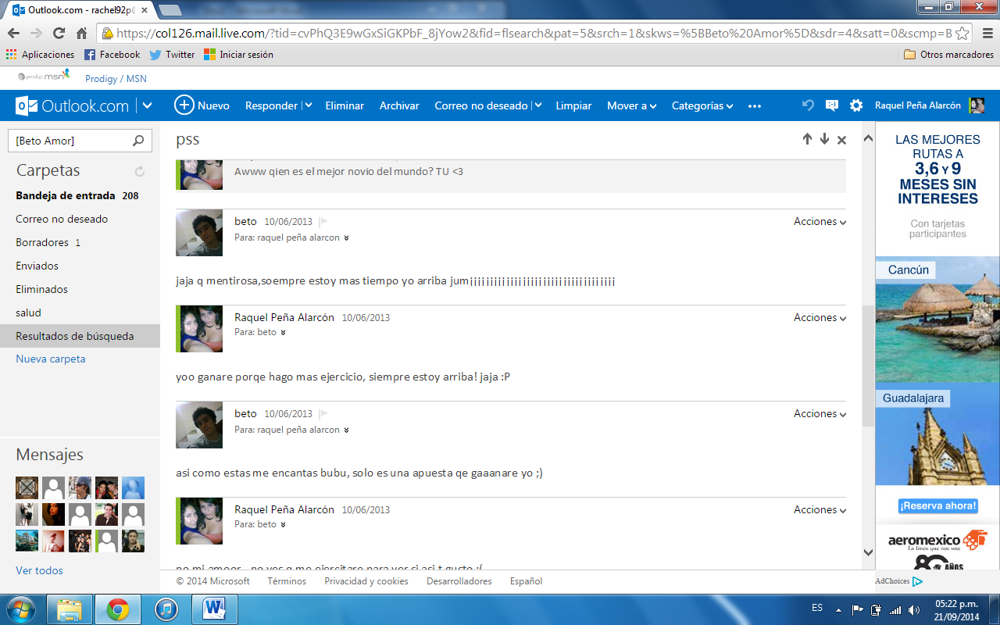 Outlook.com - rachel92p@
https://col126.mail.live.com/?tid=cvPhQ3E9wGxSiGKPbF_8jYow2&fid=flsearch&pat=5&srch=1&skws=%5BBeto%20Amor%5D&sdr=4&satt=0&scmp=B
Aplicaciones Facebook Twitter Iniciar sesión Otros marcadores
prodigy msn Prodigy / MSN
Outlook.com Nuevo Responder Eliminar Archivar Correo no deseado Limpiar Mover a Categorías ••• Raquel Peña Alarcón
[Beto Amor]
Carpetas
Bandeja de entrada 208
Correo no deseado
Borradores 1
Enviados
Eliminados
salud
Resultados de búsqueda
Nueva carpeta
Mensajes
Ver todos
pss
Awww qien es el mejor novio del mundo? TU <3
beto 10/06/2013 Acciones
Para: raquel peña alarcon
jaja q mentirosa,soempre estoy mas tiempo yo arriba jum¡¡¡¡¡¡¡¡¡¡¡¡¡¡¡¡¡¡¡¡¡¡¡¡¡¡¡¡¡¡¡¡¡¡¡¡
Raquel Peña Alarcón 10/06/2013 Acciones
Para: beto
yoo ganare porqe hago mas ejercicio, siempre estoy arriba! jaja :P
beto 10/06/2013 Acciones
Para: raquel peña alarcon
asi como estas me encantas bubu, solo es una apuesta qe gaaanare yo ;)
Raquel Peña Alarcón 10/06/2013 Acciones
Para: beto
no mi amoor.. no ves q me ejercitare para ver si asi t gusto :(
LAS MEJORES
RUTAS A
3,6 Y 9
MESES SIN
INTERESES
Con tarjetas
participantes
Cancún
Guadalajara
¡Reserva ahora!
aeromexico
La línea que nos une
80 AÑOS
AdChoices
© 2014 Microsoft Términos Privacidad y cookies Desarrolladores Español
ES 05:22 p.m.
21/09/2014